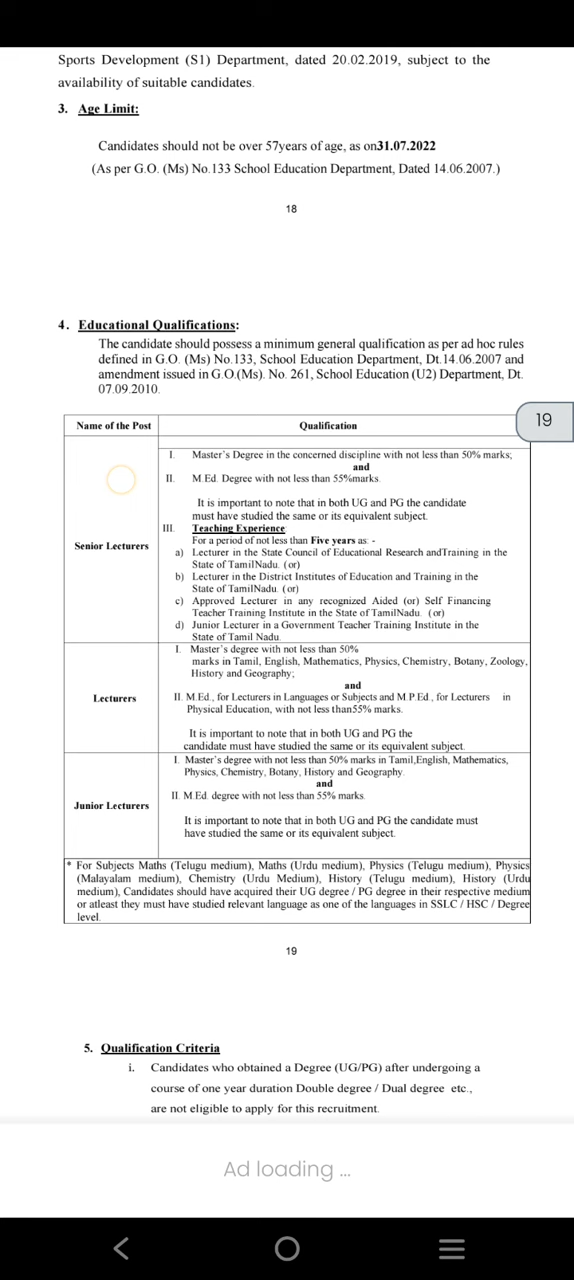 Sports Development (S1) Department, dated 20.02.2019, subject to the
availability of suitable candidates.
3. Age Limit:
Candidates should not be over 57years of age, as on31.07.2022
(As per G.O. (Ms) No.133 School Education Department, Dated 14.06.2007.)
18
4. Educational Qualifications:
The candidate should possess a minimum general qualification as per ad hoc rules
defined in G.O. (Ms) No.133, School Education Department, Dt.14.06.2007 and
amendment issued in G.O.(Ms). No. 261, School Education (U2) Department, Dt.
07.09.2010.
19
Name of the Post Qualification
I. Master's Degree in the concerned discipline with not less than 50% marks;
and
II. M.Ed. Degree with not less than 55%marks.
It is important to note that in both UG and PG the candidate
must have studied the same or its equivalent subject.
III. Teaching Experience:
For a period of not less than Five years as: -
Senior Lecturers
a) Lecturer in the State Council of Educational Research andTraining in the
State of TamilNadu. (or)
b) Lecturer in the District Institutes of Education and Training in the
State of TamilNadu. (or)
c) Approved Lecturer in any recognized Aided (or) Self Financing
Teacher Training Institute in the State of TamilNadu. (or)
d) Junior Lecturer in a Government Teacher Training Institute in the
State of Tamil Nadu.
I. Master's degree with not less than 50%
marks in Tamil, English, Mathematics, Physics, Chemistry, Botany, Zoology,
History and Geography;
and
Lecturers
II. M.Ed., for Lecturers in Languages or Subjects and M.P.Ed., for Lecturers in
Physical Education, with not less than55% marks.
It is important to note that in both UG and PG the
candidate must have studied the same or its equivalent subject.
I. Master's degree with not less than 50% marks in Tamil,English, Mathematics,
Physics, Chemistry, Botany, History and Geography.
and
II. M.Ed. degree with not less than 55% marks.
Junior Lecturers
It is important to note that in both UG and PG the candidate must
have studied the same or its equivalent subject.
* For Subjects Maths (Telugu medium), Maths (Urdu medium), Physics (Telugu medium), Physics
(Malayalam medium), Chemistry (Urdu Medium), History (Telugu medium), History (Urdu
medium), Candidates should have acquired their UG degree / PG degree in their respective medium
or atleast they must have studied relevant language as one of the languages in SSLC / HSC / Degree
level.
19
5. Qualification Criteria
i. Candidates who obtained a Degree (UG/PG) after undergoing a
course of one year duration Double degree / Dual degree etc.,
are not eligible to apply for this recruitment.
Ad loading ...